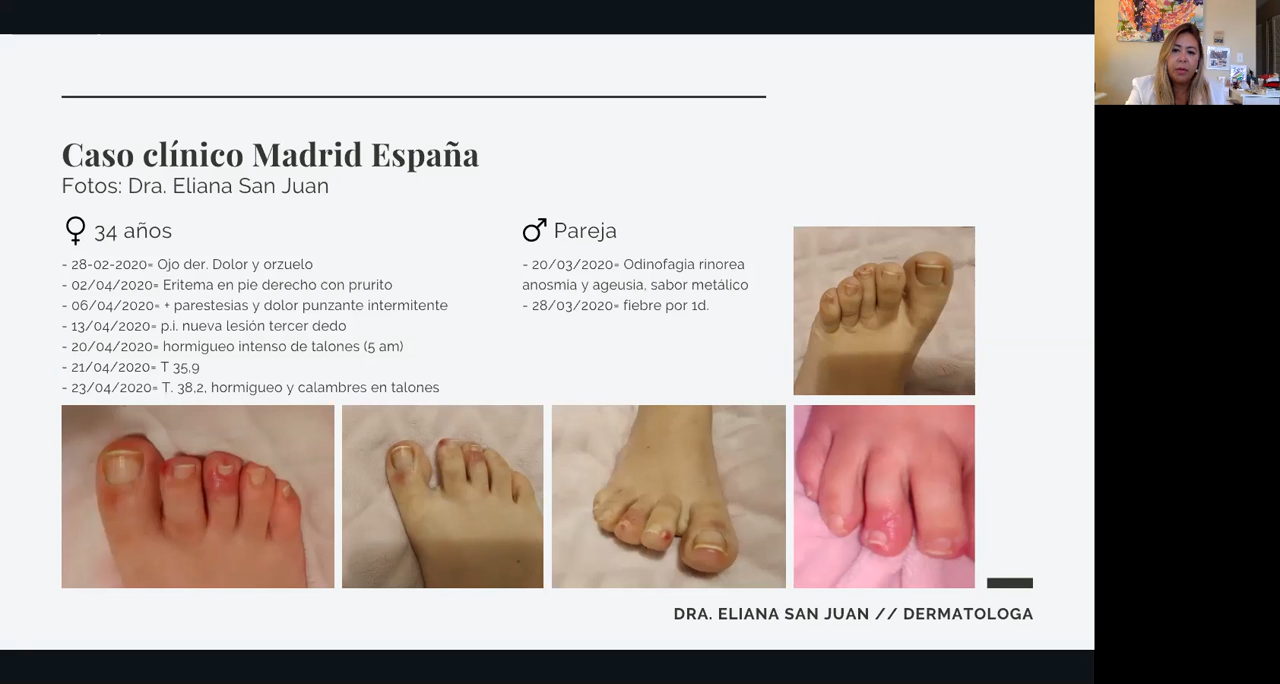 Caso clínico Madrid España
Fotos: Dra. Eliana San Juan
34 años
- 28-02-2020= Ojo der. Dolor y orzuelo
- 02/04/2020= Eritema en pie derecho con prurito
- 06/04/2020= + parestesias y dolor punzante intermitente
- 13/04/2020= p.i. nueva lesión tercer dedo
- 20/04/2020= hormigueo intenso de talones (5 am)
- 21/04/2020= T 35,9
- 23/04/2020= T. 38,2, hormigueo y calambres en talones
Pareja
- 20/03/2020= Odinofagia rinorea
anosmia y ageusia, sabor metálico
- 28/03/2020= fiebre por 1d.
DRA. ELIANA SAN JUAN // DERMATOLOGA